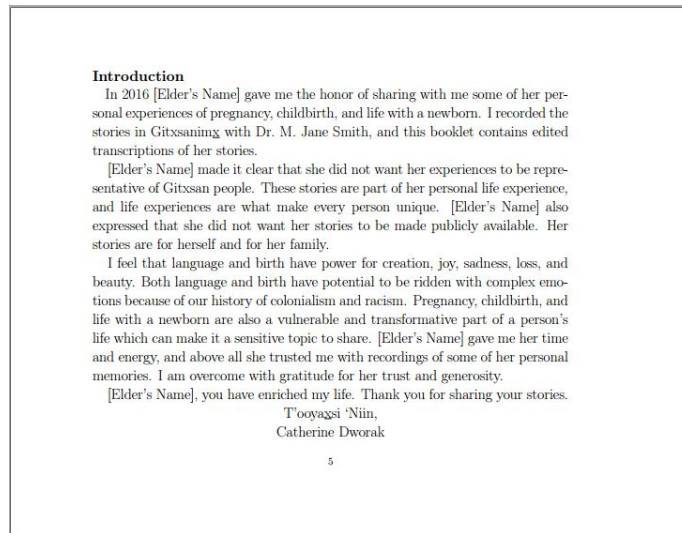 Introduction
In 2016 [Elder's Name] gave me the honor of sharing with me some of her per-
sonal experiences of pregnancy, childbirth, and life with a newborn. I recorded the
stories in Gitxsanimx̲ with Dr. M. Jane Smith, and this booklet contains edited
transcriptions of her stories.
[Elder's Name] made it clear that she did not want her experiences to be repre-
sentative of Gitxsan people. These stories are part of her personal life experience,
and life experiences are what make every person unique. [Elder's Name] also
expressed that she did not want her stories to be made publicly available. Her
stories are for herself and for her family.
I feel that language and birth have power for creation, joy, sadness, loss, and
beauty. Both language and birth have potential to be ridden with complex emo-
tions because of our history of colonialism and racism. Pregnancy, childbirth, and
life with a newborn are also a vulnerable and transformative part of a person's
life which can make it a sensitive topic to share. [Elder's Name] gave me her time
and energy, and above all she trusted me with recordings of some of her personal
memories. I am overcome with gratitude for her trust and generosity.
[Elder's Name], you have enriched my life. Thank you for sharing your stories.
T'ooyax̲si 'Niin,
Catherine Dworak
5